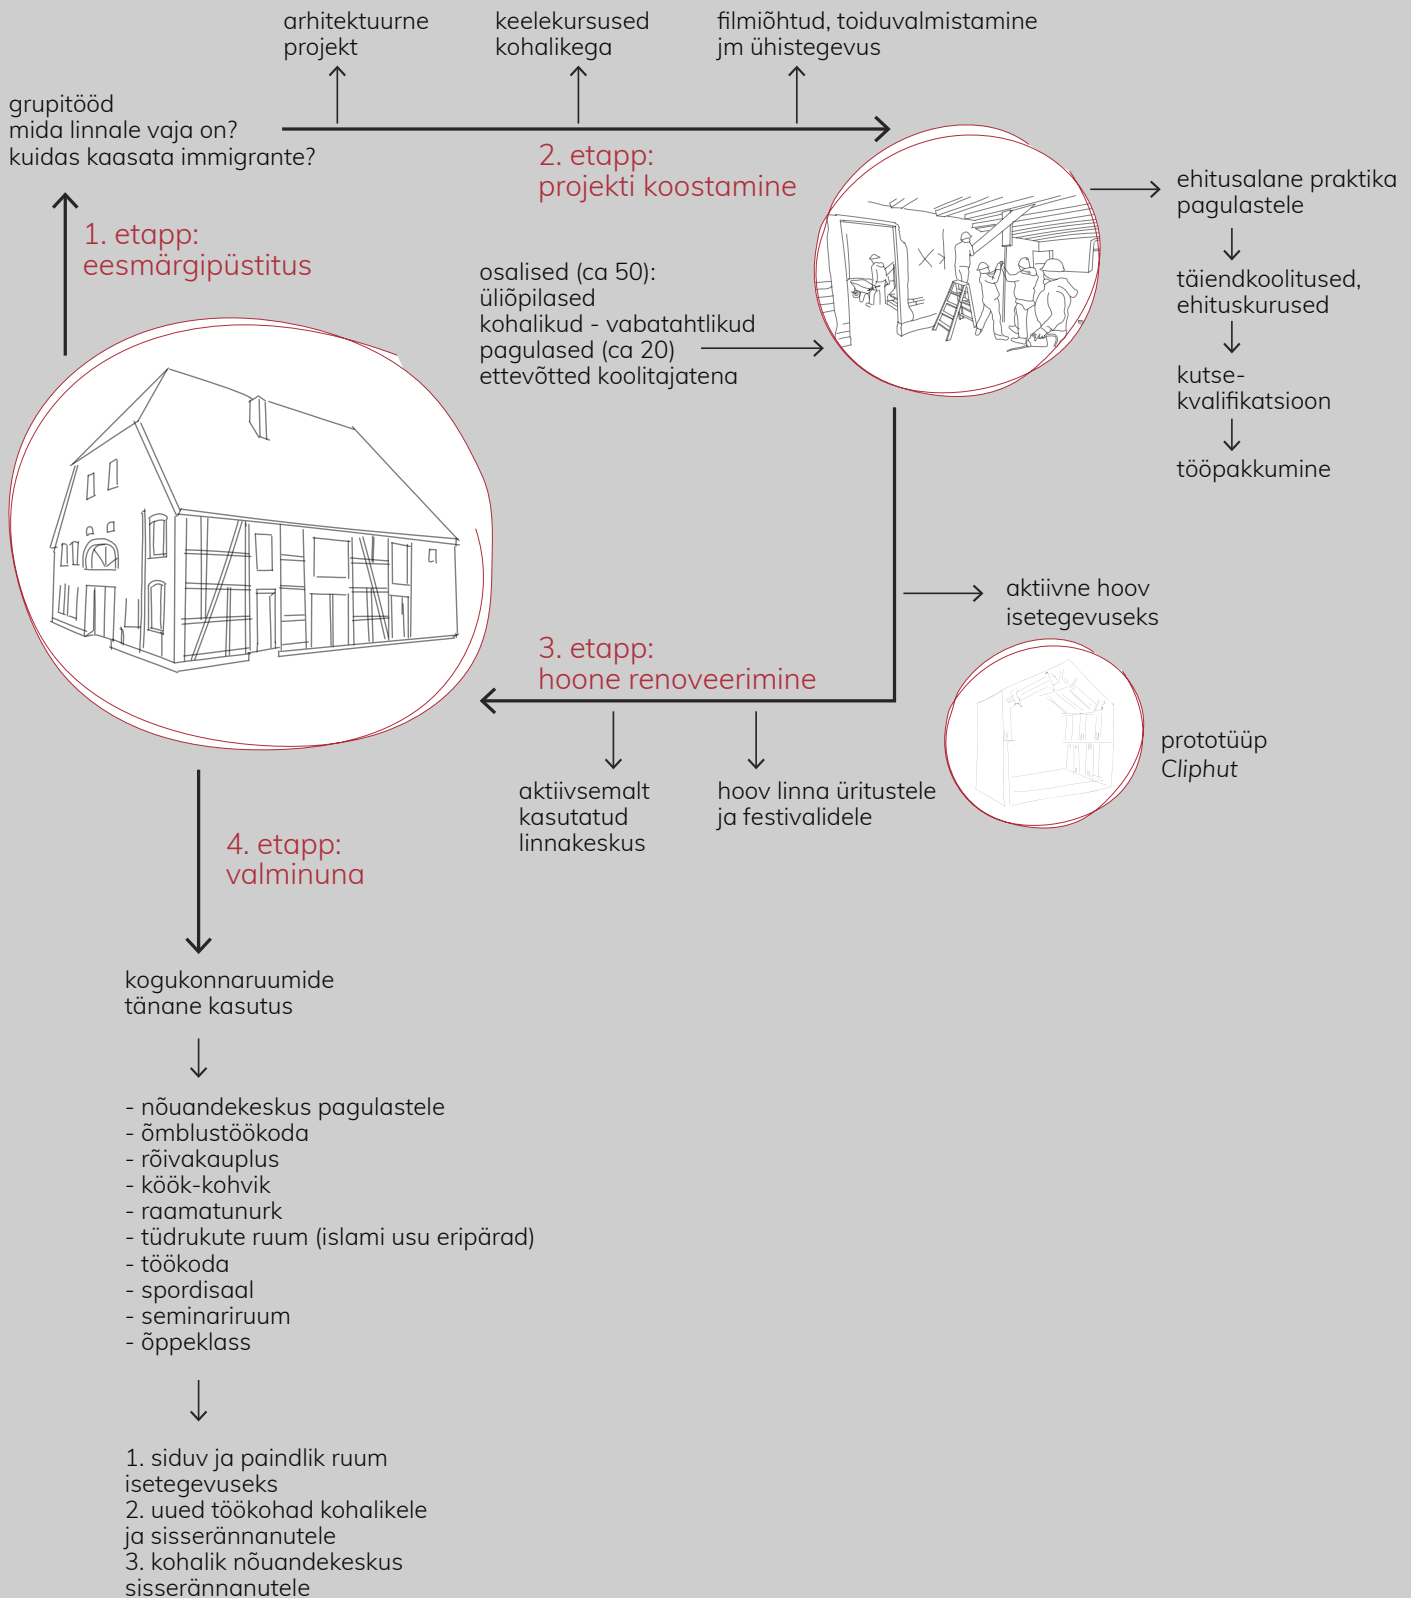 arhitektuurne
projekt
keelekursused
kohalikega
filmiõhtud, toiduvalmistamine
jm ühistegevus
grupitööd
mida linnale vaja on?
kuidas kaasata immigrante?
2. etapp:
projekti koostamine
1. etapp:
eesmärgipüstitus
ehitusalane praktika
pagulastele
täiendkoolitused,
ehituskurused
kutse-
kvalifikatsioon
tööpakkumine
osalised (ca 50):
üliõpilased
kohalikud - vabatahtlikud
pagulased (ca 20)
ettevõtted koolitajatena
aktiivne hoov
isetegevuseks
prototüüp
Cliphut
3. etapp:
hoone renoveerimine
aktiivsemalt
kasutatud
linnakeskus
hoov linna üritustele
ja festivalidele
4. etapp:
valminuna
kogukonnaruumide
tänane kasutus
- nõuandekeskus pagulastele
- õmblustöökoda
- rõivakauplus
- köök-kohvik
- raamatunurk
- tüdrukute ruum (islami usu eripärad)
- töökoda
- spordisaal
- seminariruum
- õppeklass
1. siduv ja paindlik ruum
isetegevuseks
2. uued töökohad kohalikele
ja sisserännanutele
3. kohalik nõuandekeskus
sisserännanutele